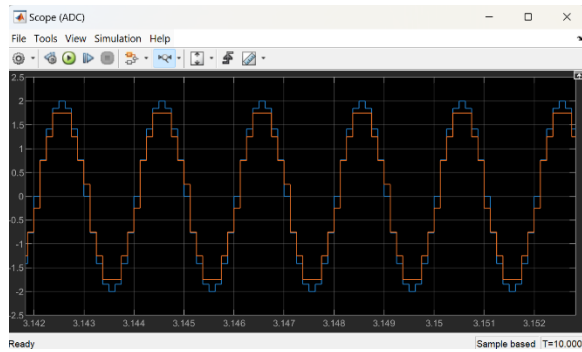 Scope (ADC)
File Tools View Simulation Help
2.5
2
1.5
1
0.5
0
-0.5
-1
-1.5
-2
-2.5
3.142 3.143 3.144 3.145 3.146 3.147 3.148 3.149 3.15 3.151 3.152
Ready Sample based T=10.000